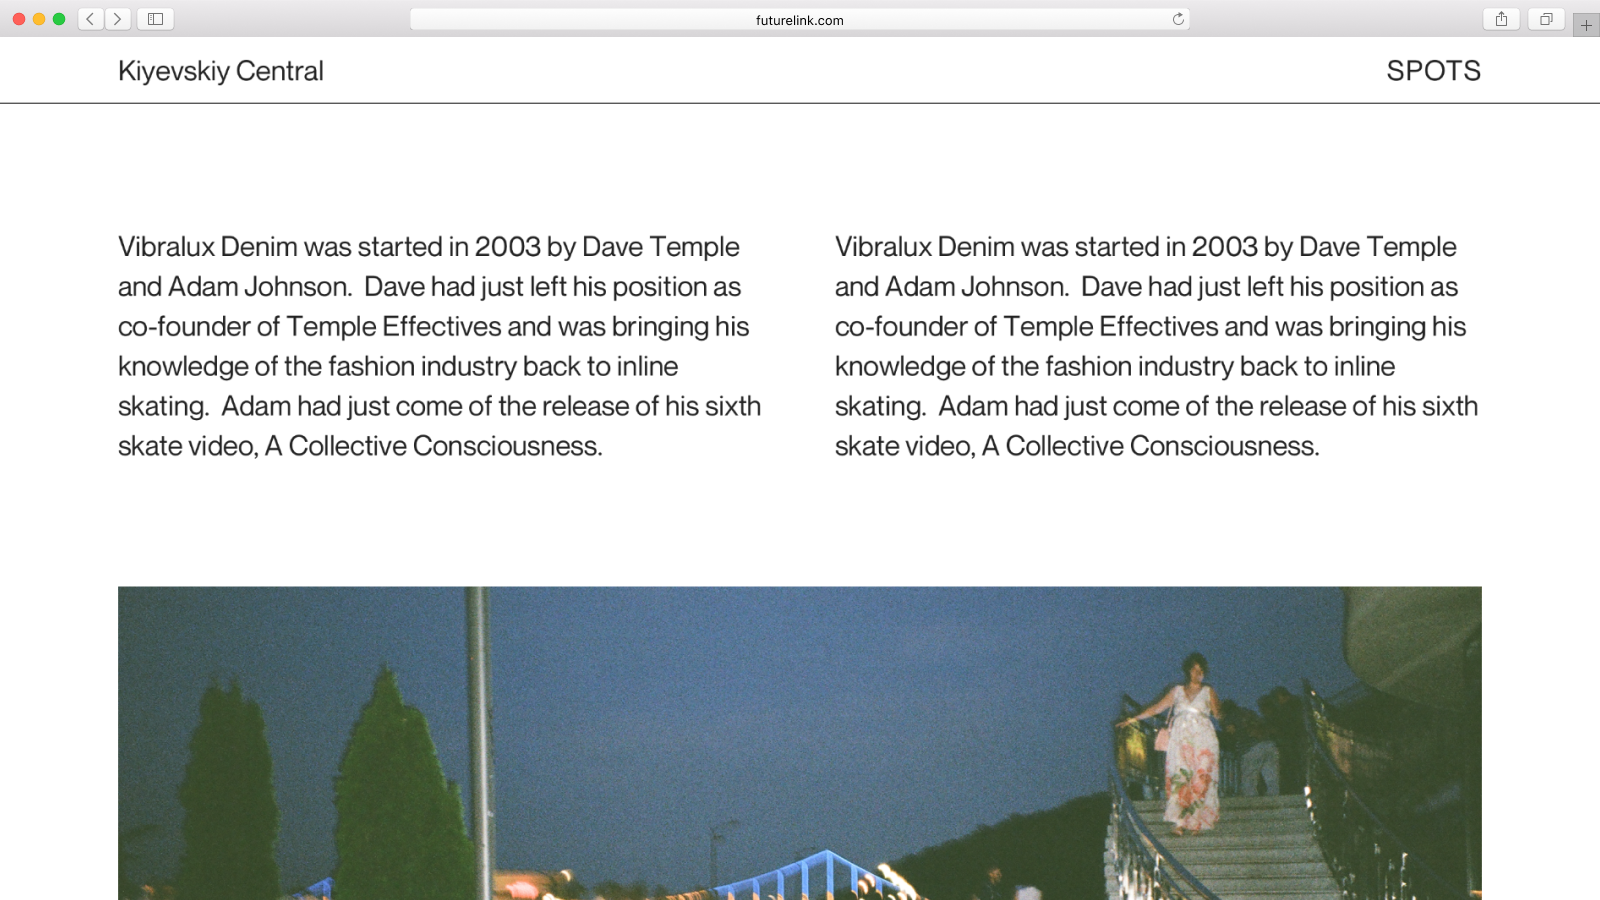 futurelink.com
Kiyevskiy Central
SPOTS
Vibralux Denim was started in 2003 by Dave Temple
and Adam Johnson.  Dave had just left his position as
co-founder of Temple Effectives and was bringing his
knowledge of the fashion industry back to inline
skating.  Adam had just come of the release of his sixth
skate video, A Collective Consciousness.
Vibralux Denim was started in 2003 by Dave Temple
and Adam Johnson.  Dave had just left his position as
co-founder of Temple Effectives and was bringing his
knowledge of the fashion industry back to inline
skating.  Adam had just come of the release of his sixth
skate video, A Collective Consciousness.